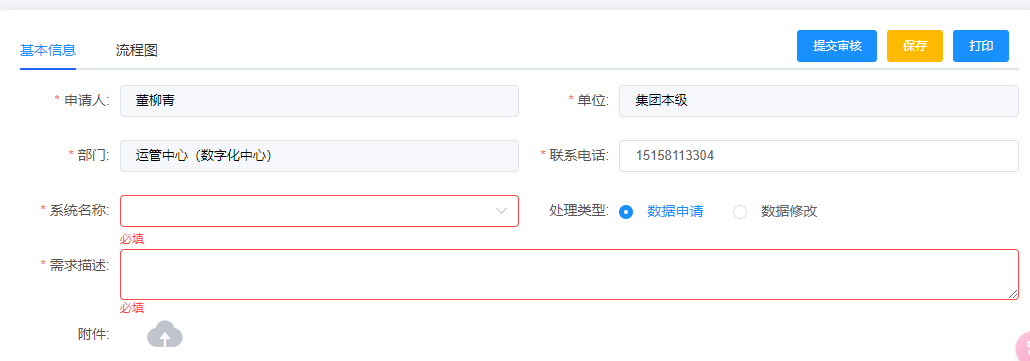 基本信息 流程图 提交审核 保存 打印
* 申请人: 董柳青 * 单位: 集团本级
* 部门: 运管中心（数字化中心） * 联系电话: 15158113304
* 系统名称: 处理类型: 数据申请 数据修改
必填
* 需求描述:
必填
附件: